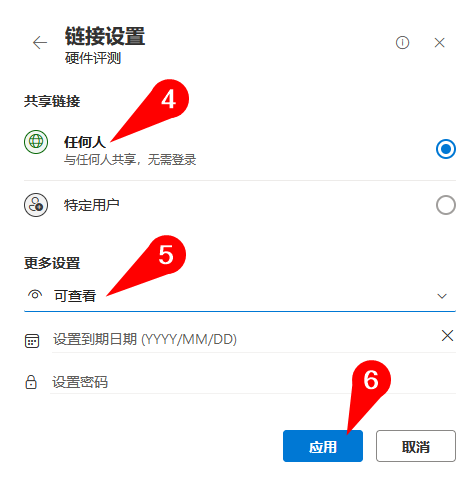 链接设置
硬件评测
共享链接
4
任何人
与任何人共享，无需登录
特定用户
5
更多设置
可查看
设置到期日期 (YYYY/MM/DD)
设置密码
6
应用
取消